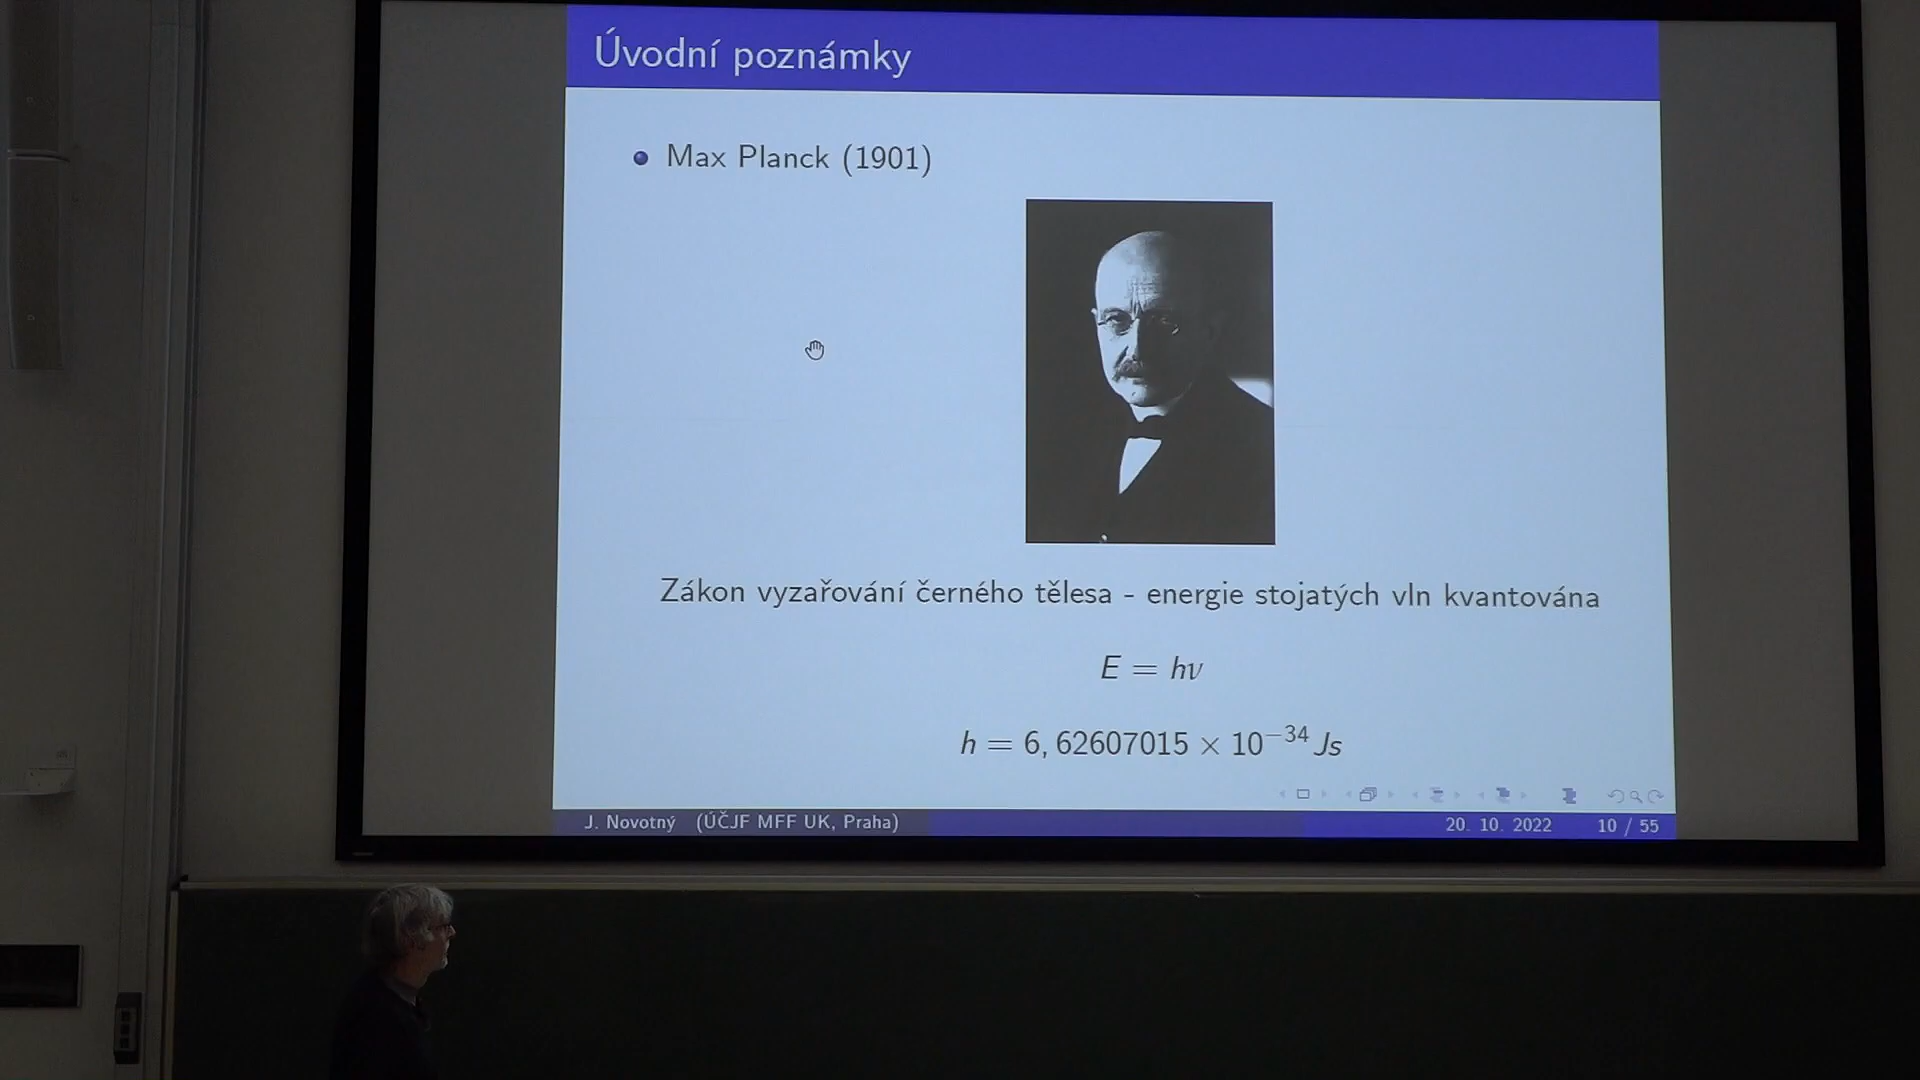 Úvodní poznámky
Max Planck (1901)
Zákon vyzařování černého tělesa - energie stojatých vln kvantována
E = hν
h = 6, 62607015 × 10⁻³⁴ Js
J. Novotný (ÚČJF MFF UK, Praha) 20. 10. 2022 10 / 55